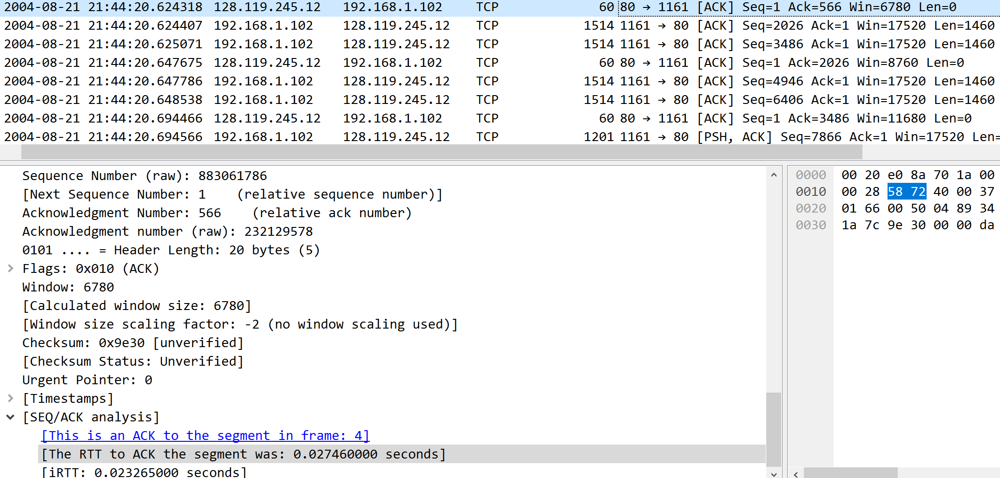 2004-08-21 21:44:20.624318 128.119.245.12 192.168.1.102 TCP 60 80 → 1161 [ACK] Seq=1 Ack=566 Win=6780 Len=0
2004-08-21 21:44:20.624407 192.168.1.102 128.119.245.12 TCP 1514 1161 → 80 [ACK] Seq=2026 Ack=1 Win=17520 Len=1460
2004-08-21 21:44:20.625071 192.168.1.102 128.119.245.12 TCP 1514 1161 → 80 [ACK] Seq=3486 Ack=1 Win=17520 Len=1460
2004-08-21 21:44:20.647675 128.119.245.12 192.168.1.102 TCP 60 80 → 1161 [ACK] Seq=1 Ack=2026 Win=8760 Len=0
2004-08-21 21:44:20.647786 192.168.1.102 128.119.245.12 TCP 1514 1161 → 80 [ACK] Seq=4946 Ack=1 Win=17520 Len=1460
2004-08-21 21:44:20.648538 192.168.1.102 128.119.245.12 TCP 1514 1161 → 80 [ACK] Seq=6406 Ack=1 Win=17520 Len=1460
2004-08-21 21:44:20.694466 128.119.245.12 192.168.1.102 TCP 60 80 → 1161 [ACK] Seq=1 Ack=3486 Win=11680 Len=0
2004-08-21 21:44:20.694566 192.168.1.102 128.119.245.12 TCP 1201 1161 → 80 [PSH, ACK] Seq=7866 Ack=1 Win=17520 Len=
Sequence Number (raw): 883061786
[Next Sequence Number: 1 (relative sequence number)]
Acknowledgment Number: 566 (relative ack number)
Acknowledgment number (raw): 232129578
0101 .... = Header Length: 20 bytes (5)
Flags: 0x010 (ACK)
Window: 6780
[Calculated window size: 6780]
[Window size scaling factor: -2 (no window scaling used)]
Checksum: 0x9e30 [unverified]
[Checksum Status: Unverified]
Urgent Pointer: 0
[Timestamps]
[SEQ/ACK analysis]
[This is an ACK to the segment in frame: 4]
[The RTT to ACK the segment was: 0.027460000 seconds]
[iRTT: 0.023265000 seconds]
0000 00 20 e0 8a 70 1a 00
0010 00 28 58 72 40 00 37
0020 01 66 00 50 04 89 34
0030 1a 7c 9e 30 00 00 da